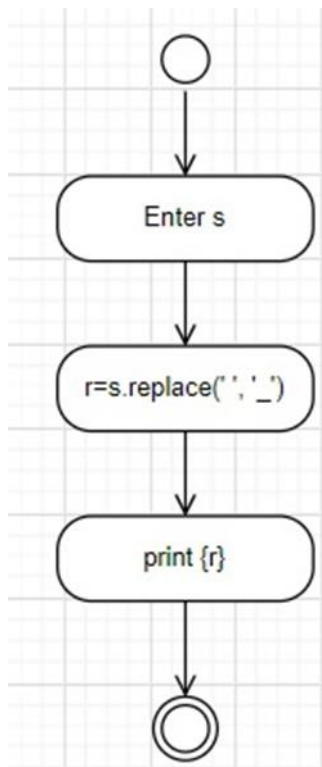 Enter s
r=s.replace(' ', '_')
print {r}